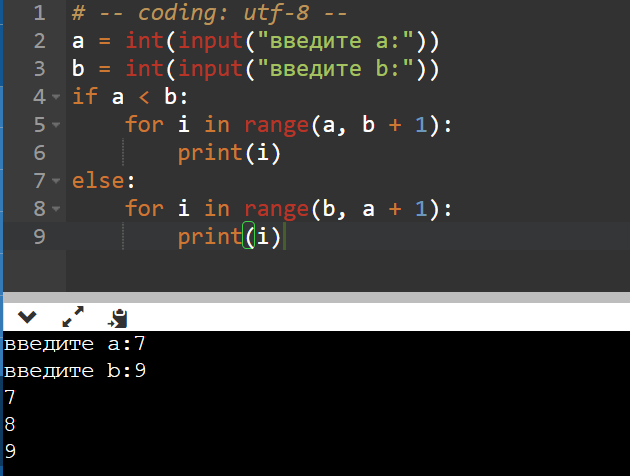 1 # -- coding: utf-8 --
2 a = int(input("введите a:"))
3 b = int(input("введите b:"))
4 if a < b:
5     for i in range(a, b + 1):
6         print(i)
7 else:
8     for i in range(b, a + 1):
9         print(i)
введите a:7
введите b:9
7
8
9